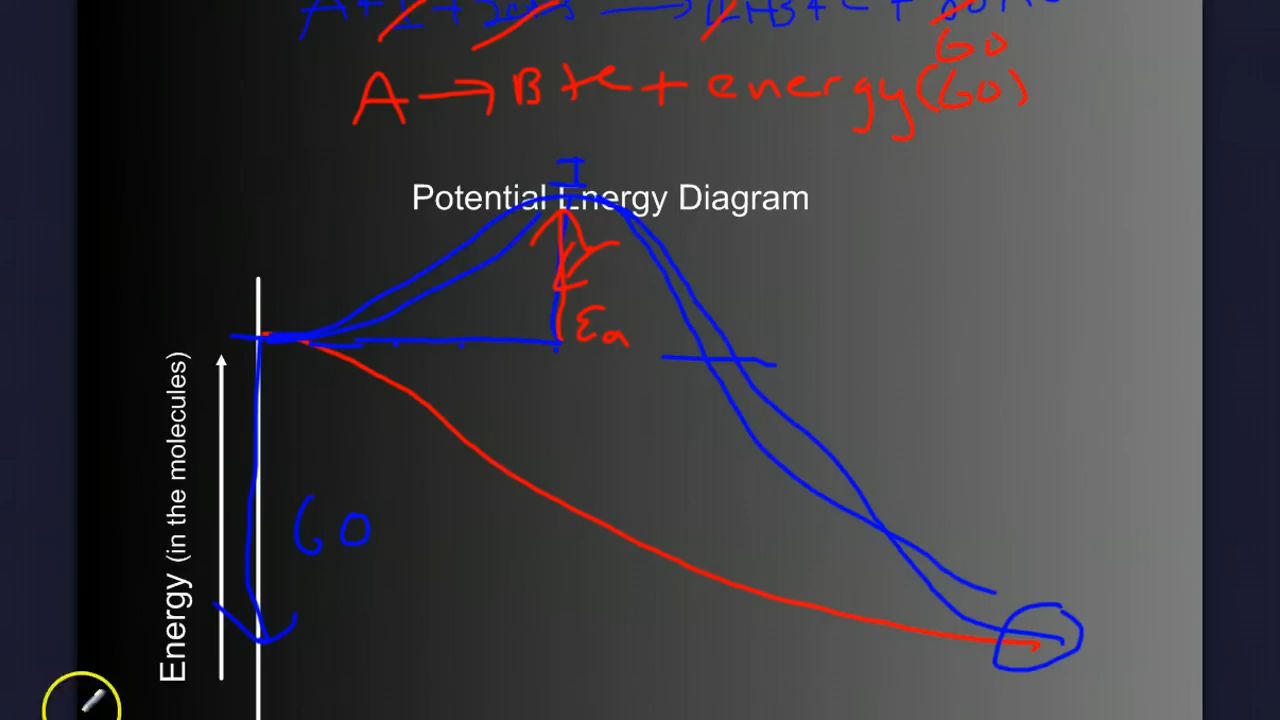 60
A → B + C + energy (60)
I
Potential Energy Diagram
Ea
60
Energy (in the molecules)